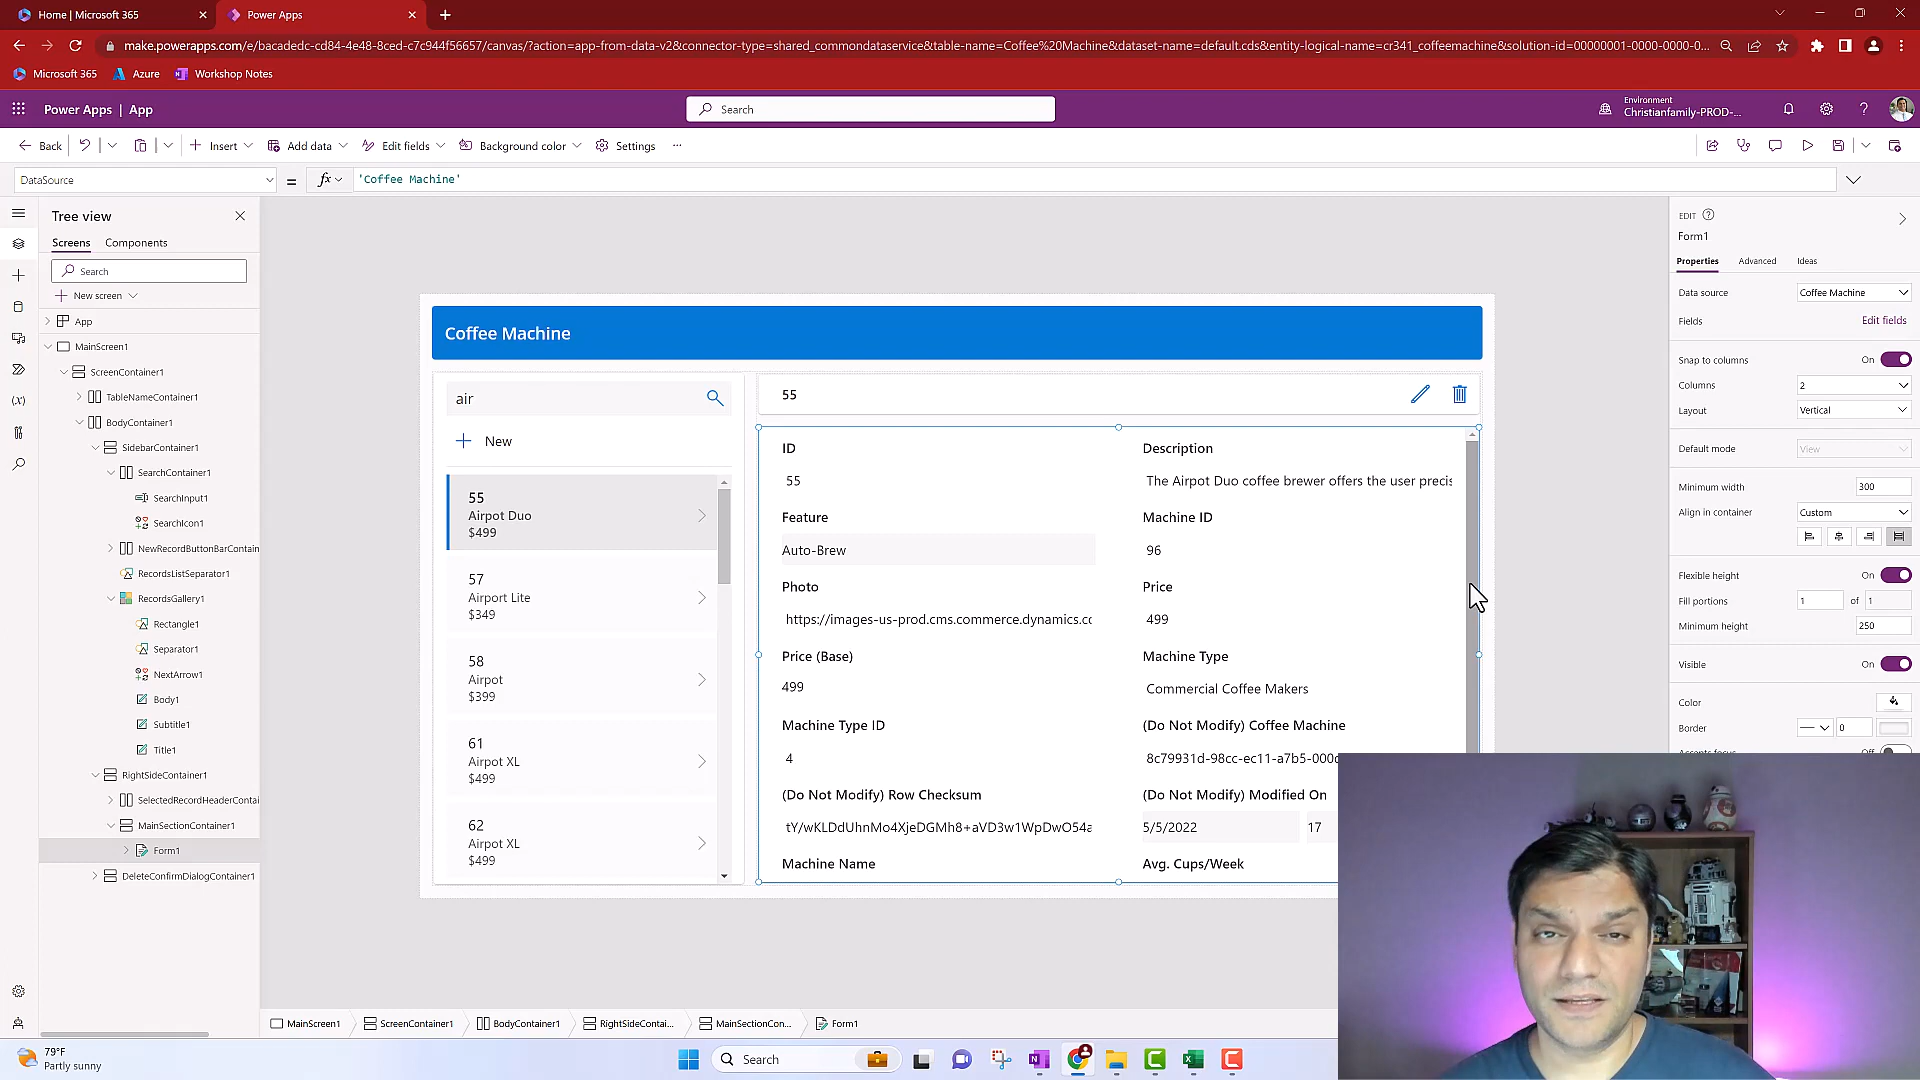 Home | Microsoft 365
Power Apps
make.powerapps.com/e/bacadedc-cd84-4e48-8ced-c7c944f56657/canvas/?action=app-from-data-v2&connector-type=shared_commondataservice&table-name=Coffee%20Machine&dataset-name=default.cds&entity-logical-name=cr341_coffeemachine&solution-id=00000001-0000-0000-0...
Microsoft 365
Azure
Workshop Notes
Power Apps | App
Search
Environment
Christianfamily-PROD-...
Back
Insert
Add data
Edit fields
Background color
Settings
...
DataSource
= fx
'Coffee Machine'
Tree view
Screens
Components
Search
New screen
App
MainScreen1
ScreenContainer1
TableNameContainer1
BodyContainer1
SidebarContainer1
SearchContainer1
SearchInput1
SearchIcon1
NewRecordButtonBarContain
RecordsListSeparator1
RecordsGallery1
Rectangle1
Separator1
NextArrow1
Body1
Subtitle1
Title1
RightSideContainer1
SelectedRecordHeaderContai
MainSectionContainer1
Form1
DeleteConfirmDialogContainer1
Coffee Machine
air
New
55
Airpot Duo
$499
57
Airport Lite
$349
58
Airpot
$399
61
Airpot XL
$499
62
Airpot XL
$499
55
ID
55
Description
The Airpot Duo coffee brewer offers the user precis
Feature
Auto-Brew
Machine ID
96
Photo
https://images-us-prod.cms.commerce.dynamics.cc
Price
499
Price (Base)
499
Machine Type
Commercial Coffee Makers
Machine Type ID
4
(Do Not Modify) Coffee Machine
8c79931d-98cc-ec11-a7b5-000c
(Do Not Modify) Row Checksum
tY/wKLDdUhnMo4XjeDGMh8+aVD3w1WpDwO54a
(Do Not Modify) Modified On
5/5/2022
17
Machine Name
Avg. Cups/Week
EDIT
Form1
Properties
Advanced
Ideas
Data source
Coffee Machine
Fields
Edit fields
Snap to columns
On
Columns
2
Layout
Vertical
Default mode
View
Minimum width
300
Align in container
Custom
Flexible height
On
Fill portions
1 of 1
Minimum height
250
Visible
On
Color
Border
0
MainScreen1
ScreenContainer1
BodyContainer1
RightSideContai...
MainSectionCon...
Form1
79°F
Partly sunny
Search